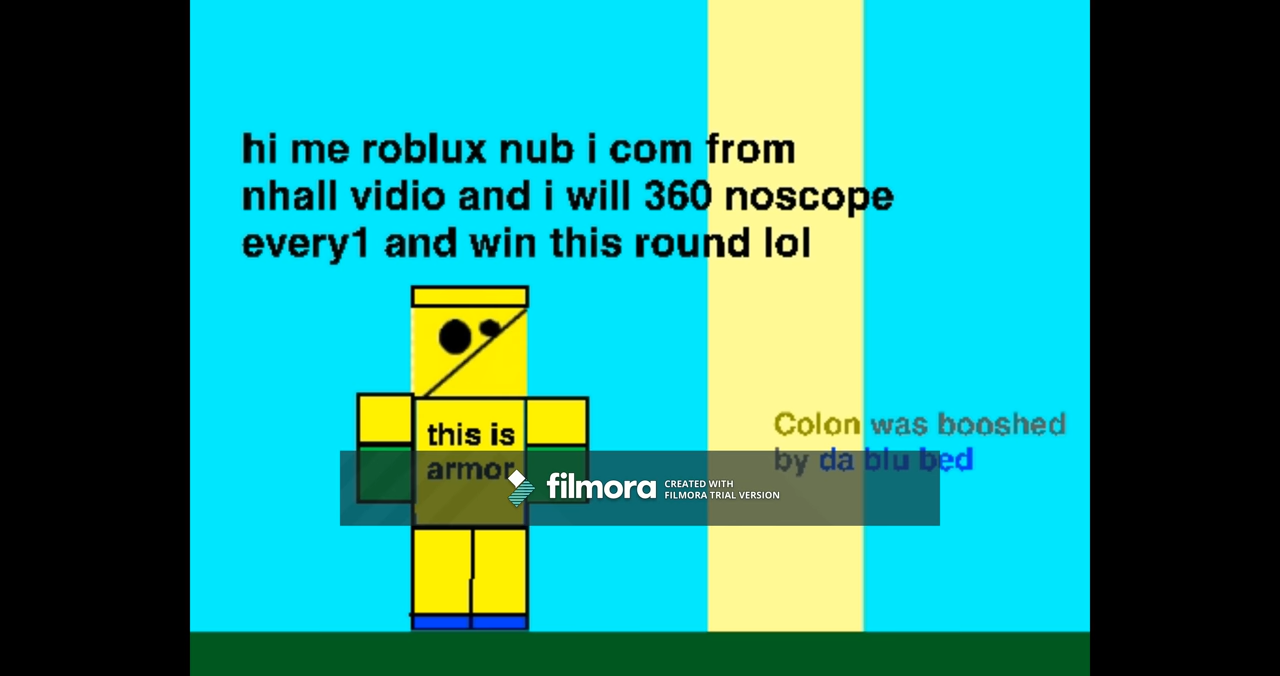 hi me roblux nub i com from
nhall vidio and i will 360 noscope
every1 and win this round lol
this is
armor
Colon was booshed
by da blu bed
filmora
CREATED WITH
FILMORA TRIAL VERSION